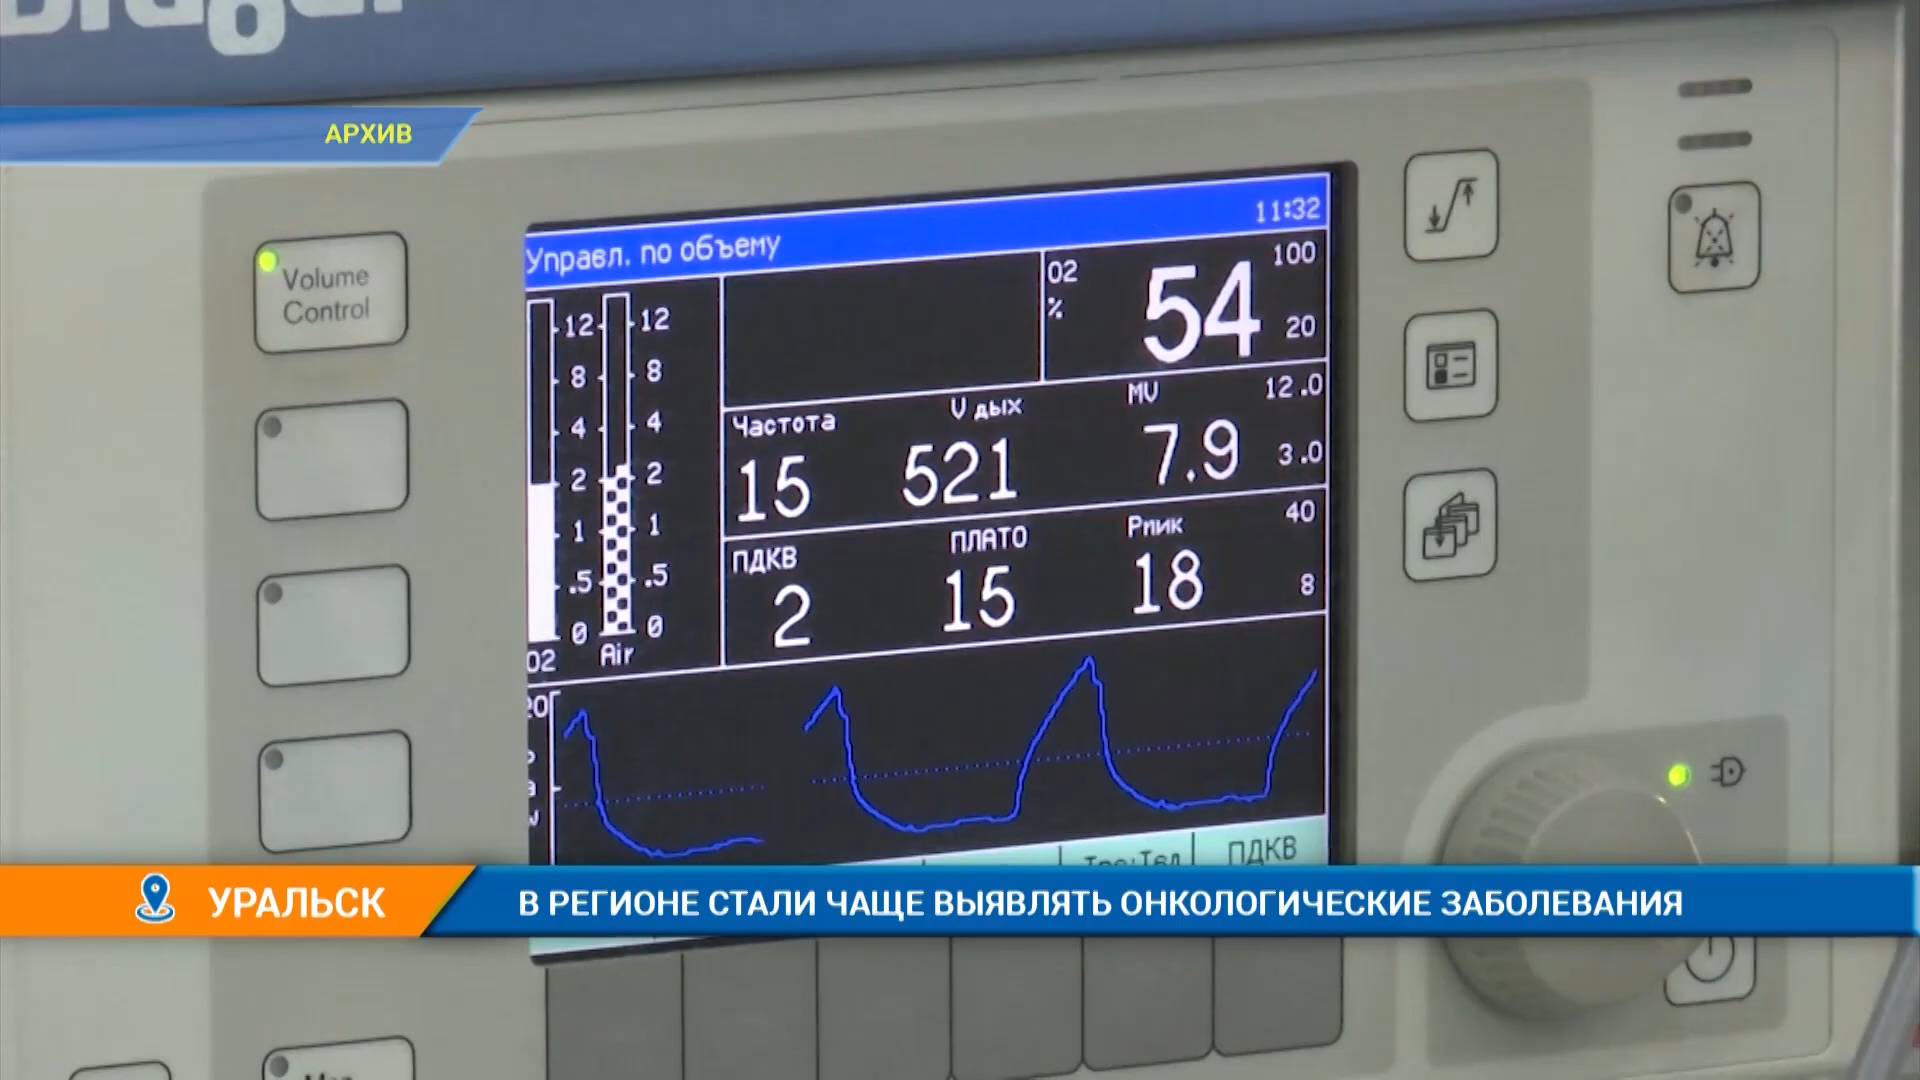 Dräger
АРХИВ
Управл. по объему
11:32
Volume
Control
12
12
8
8
4
4
2
2
1
1
.5
.5
0
0
O2
Air
O2
%
54
100
20
Частота
V дых
MV
12.0
15
521
7.9
3.0
ПДКВ
ПЛАТО
Pпик
40
2
15
18
8
20
ПДКВ
УРАЛЬСК
В РЕГИОНЕ СТАЛИ ЧАЩЕ ВЫЯВЛЯТЬ ОНКОЛОГИЧЕСКИЕ ЗАБОЛЕВАНИЯ